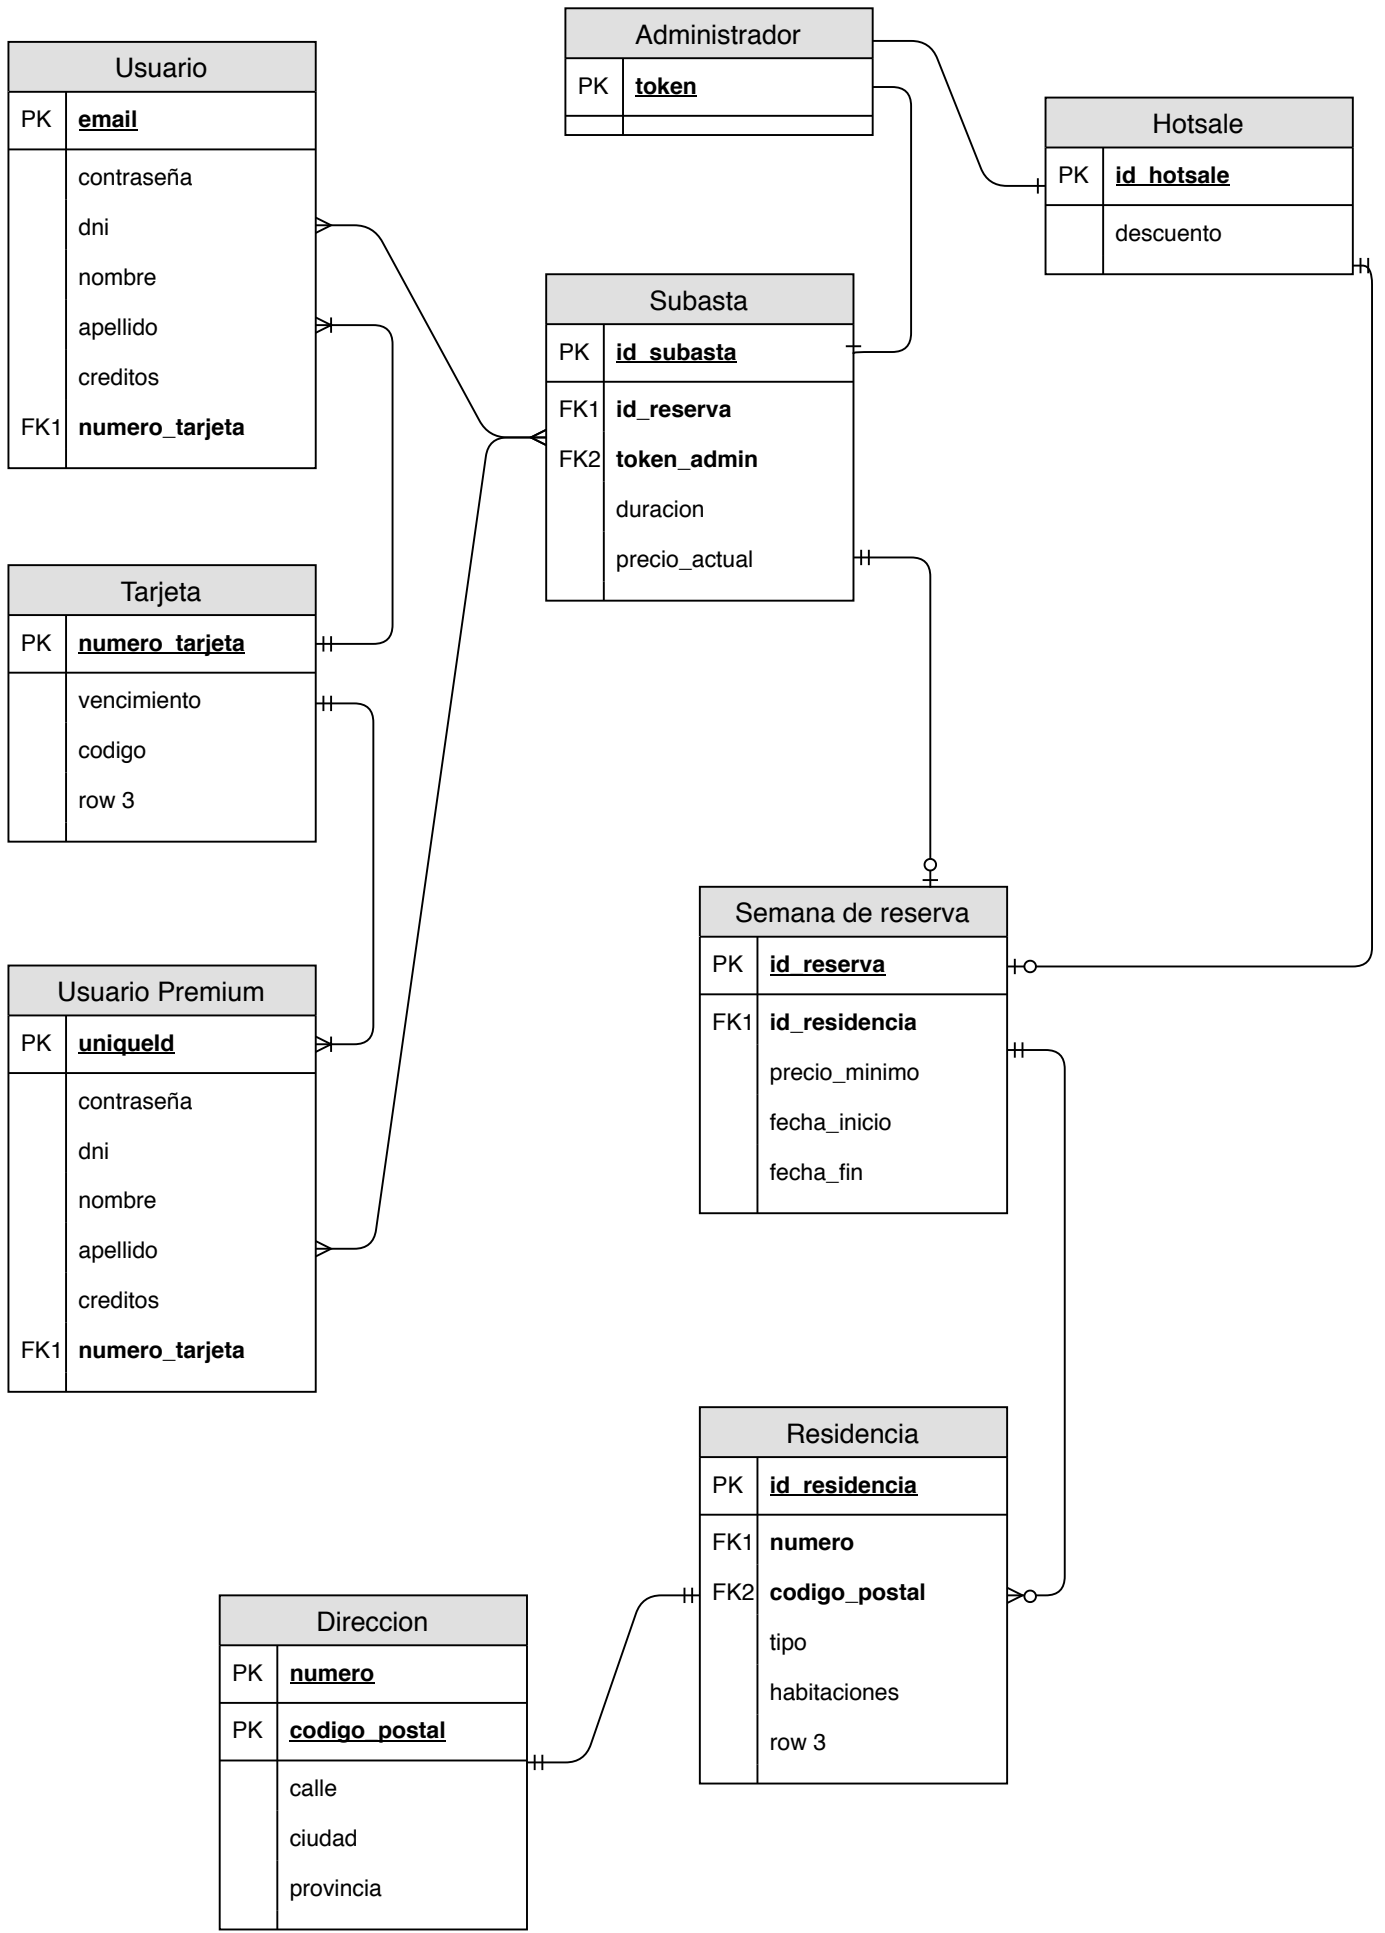 Usuario
PK email
contraseña
dni
nombre
apellido
creditos
FK1 numero_tarjeta
Administrador
PK token
Hotsale
PK id_hotsale
descuento
Subasta
PK id_subasta
FK1 id_reserva
FK2 token_admin
duracion
precio_actual
Tarjeta
PK numero_tarjeta
vencimiento
codigo
row 3
Usuario Premium
PK uniqueId
contraseña
dni
nombre
apellido
creditos
FK1 numero_tarjeta
Semana de reserva
PK id_reserva
FK1 id_residencia
precio_minimo
fecha_inicio
fecha_fin
Residencia
PK id_residencia
FK1 numero
FK2 codigo_postal
tipo
habitaciones
row 3
Direccion
PK numero
PK codigo_postal
calle
ciudad
provincia